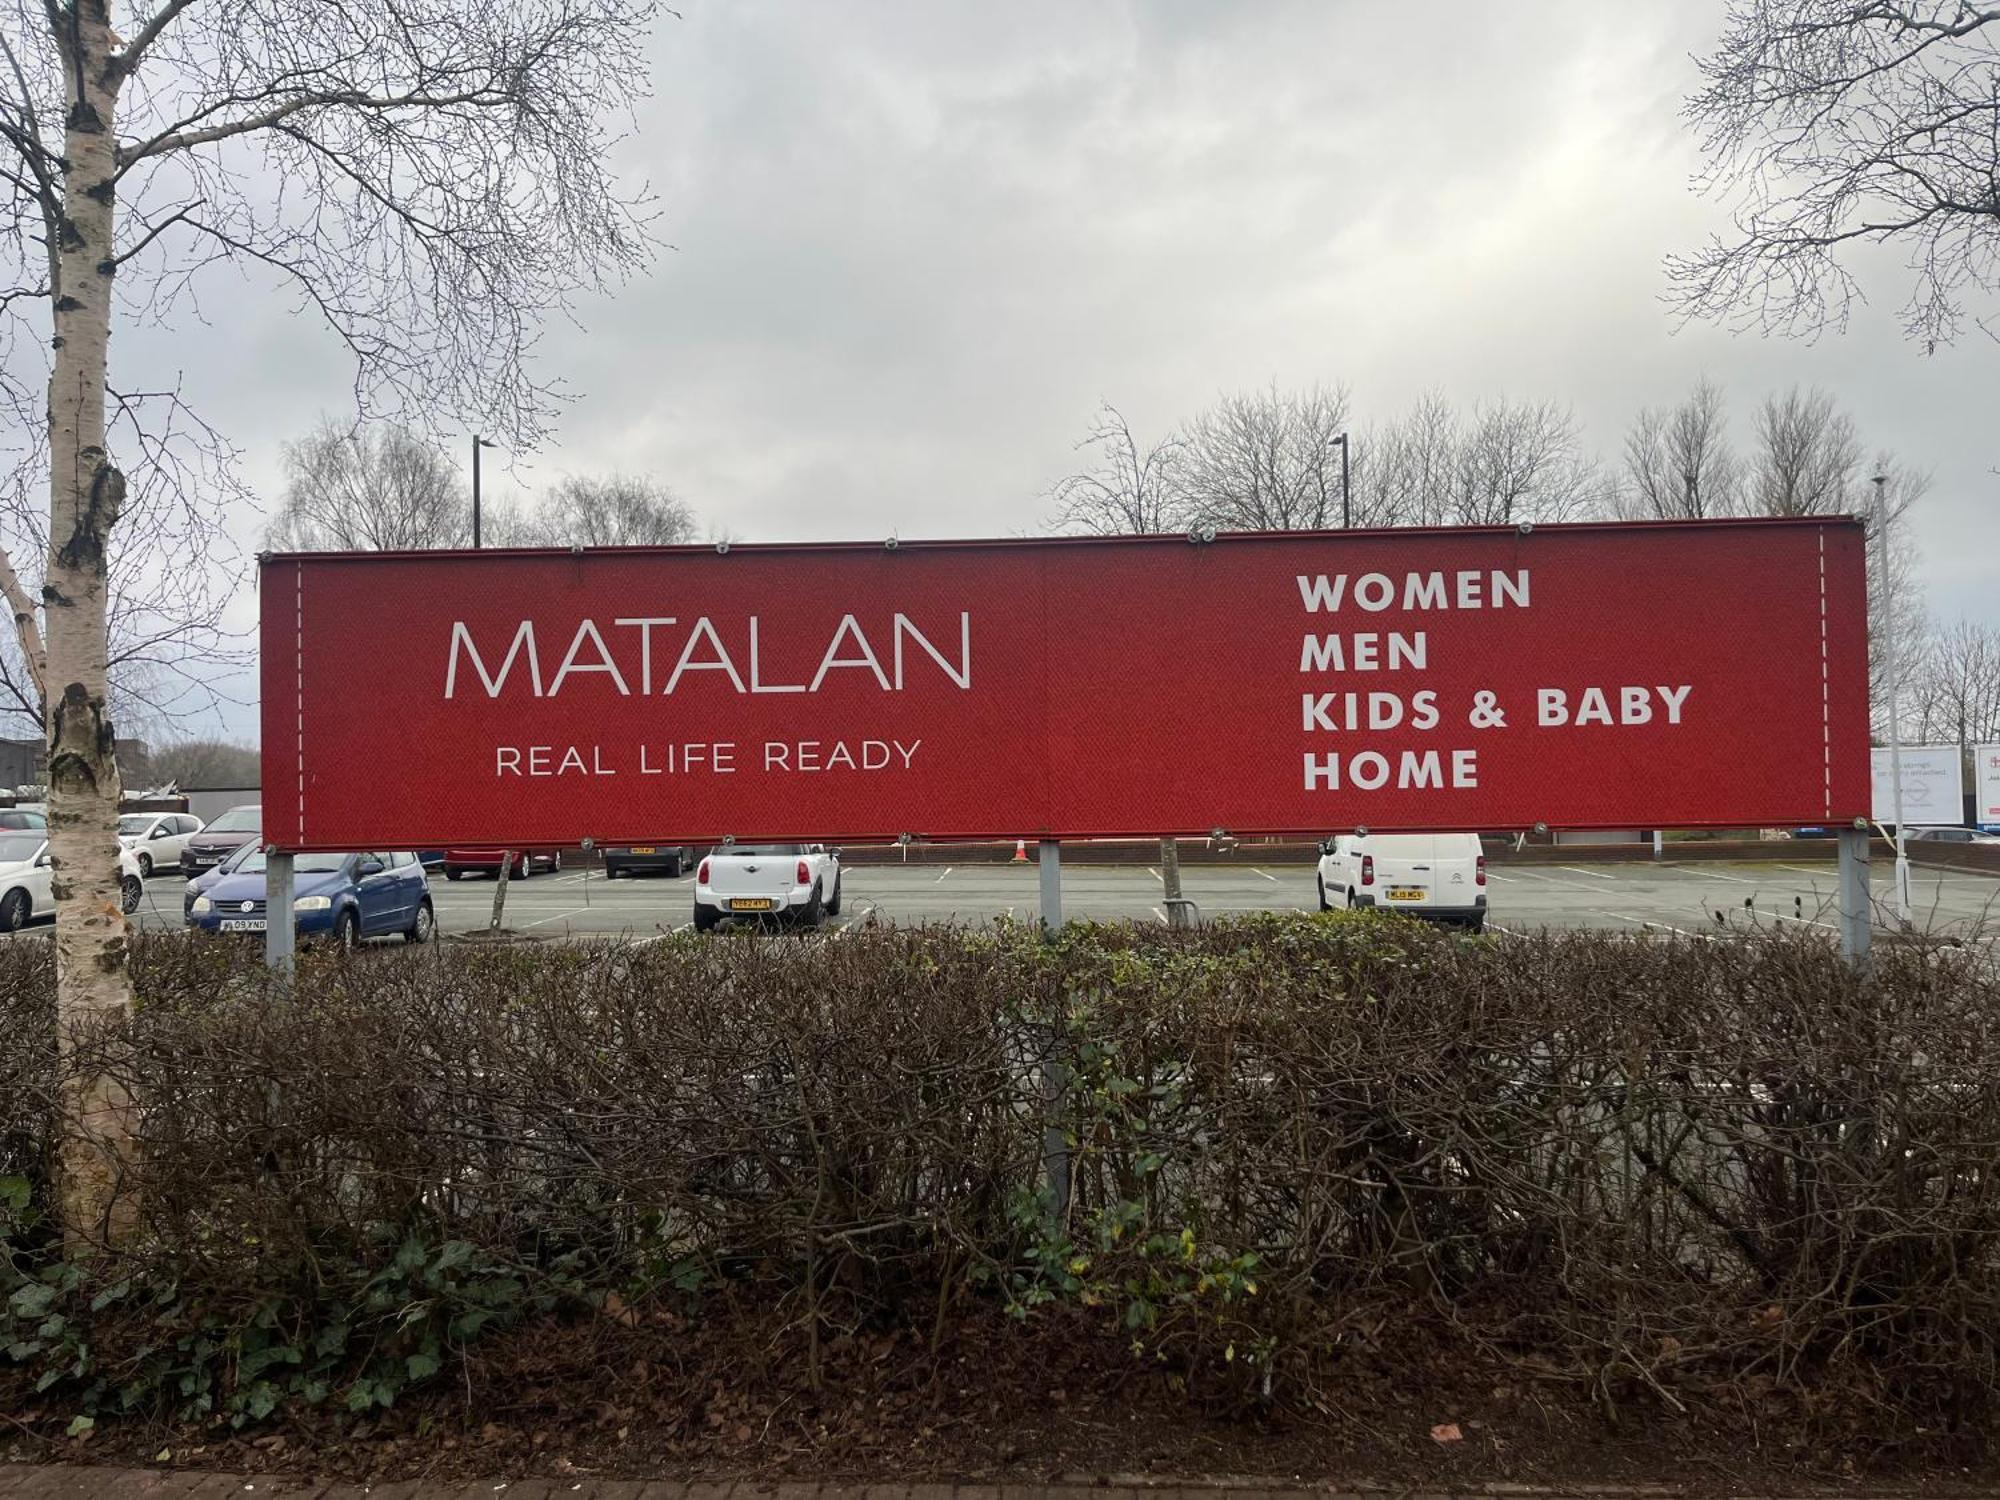 MATALAN
REAL LIFE READY
WOMEN
MEN
KIDS & BABY
HOME